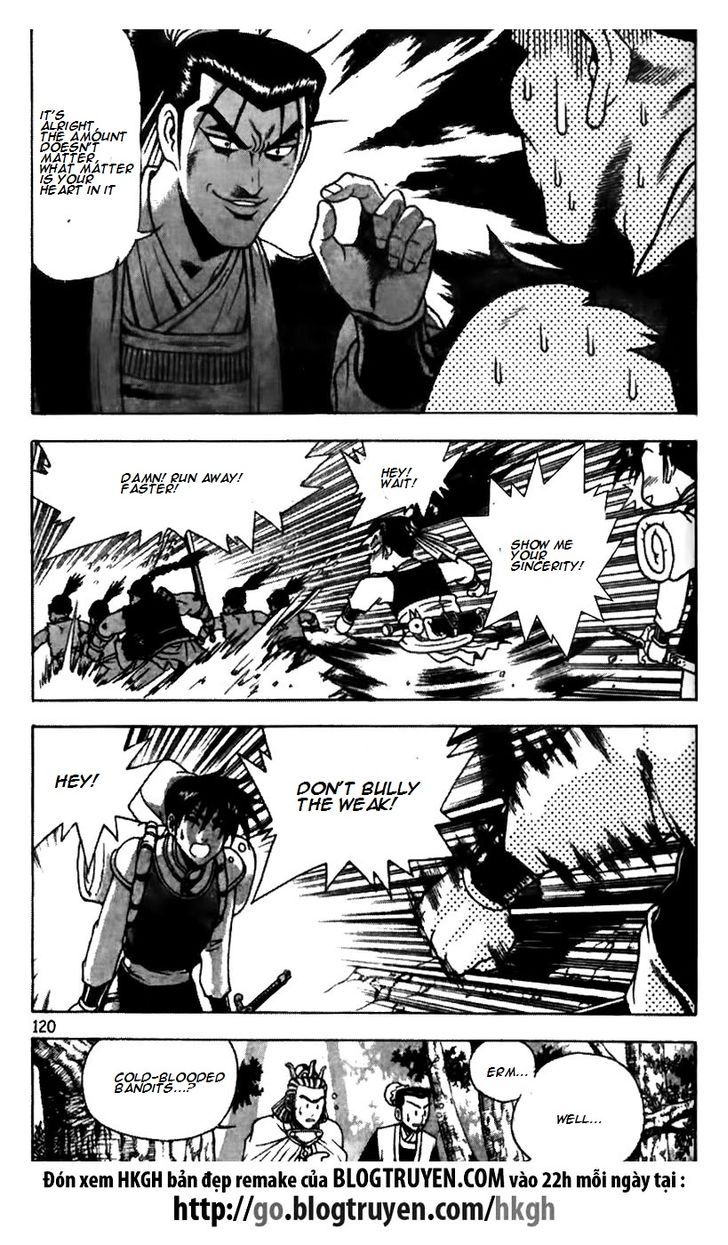 IT'S
ALRIGHT,
THE AMOUNT
DOESN'T
MATTER,
WHAT MATTER
IS YOUR
HEART IN IT
DAMN! RUN AWAY!
FASTER!
HEY!
WAIT!
SHOW ME
YOUR
SINCERITY!
HEY!
DON'T BULLY
THE WEAK!
120
COLD-BLOODED
BANDITS...?
ERM...
WELL...
Đón xem HKGH bản đẹp remake của BLOGTRUYEN.COM vào 22h mỗi ngày tại :
http://go.blogtruyen.com/hkgh